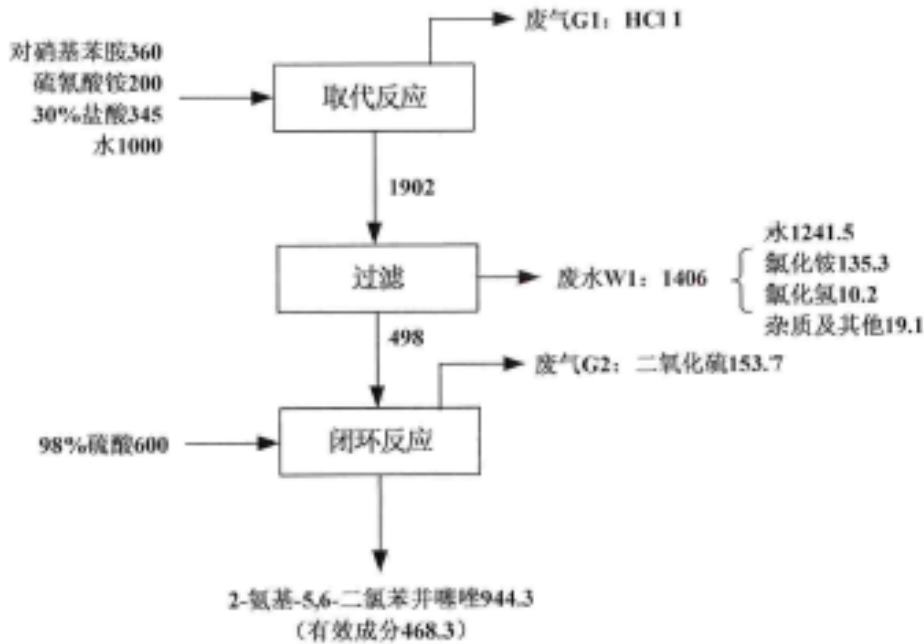 废气G1：HCl 1
对硝基苯胺360
硫氰酸铵200
30%盐酸345
水1000
取代反应
1902
过滤
废水W1：1406
水1241.5
氯化铵135.3
氯化氢10.2
杂质及其他19.1
498
废气G2：二氧化硫153.7
98%硫酸600
闭环反应
2-氨基-5,6-二氯苯并噻唑944.3
（有效成分468.3）